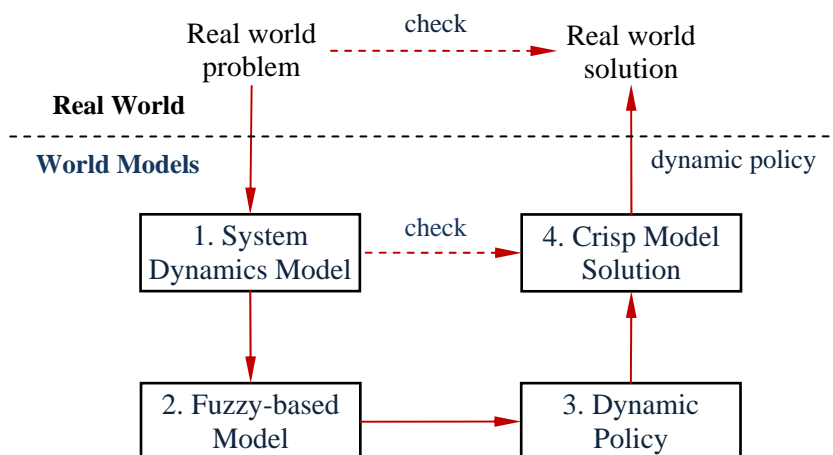 Real world
problem
check
Real world
solution
Real World
World Models
dynamic policy
1. System
Dynamics Model
check
4. Crisp Model
Solution
2. Fuzzy-based
Model
3. Dynamic
Policy